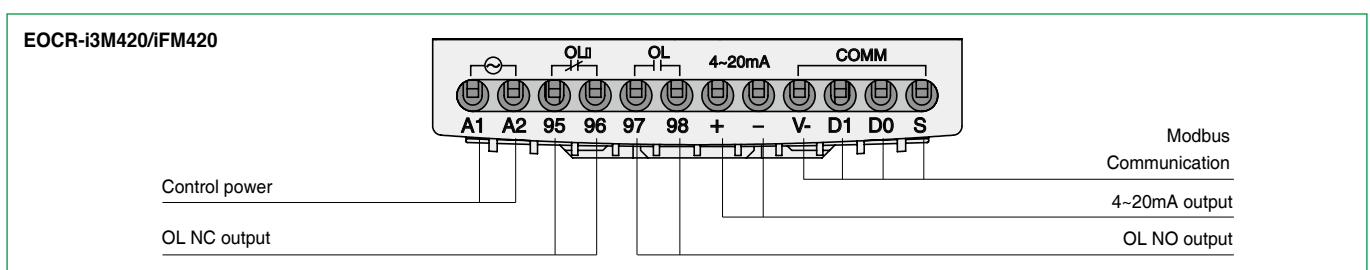 EOCR-i3M420/iFM420
OL OL 4~20mA COMM
A1 A2 95 96 97 98 + − V- D1 D0 S
Modbus
Communication
Control power
4~20mA output
OL NC output
OL NO output